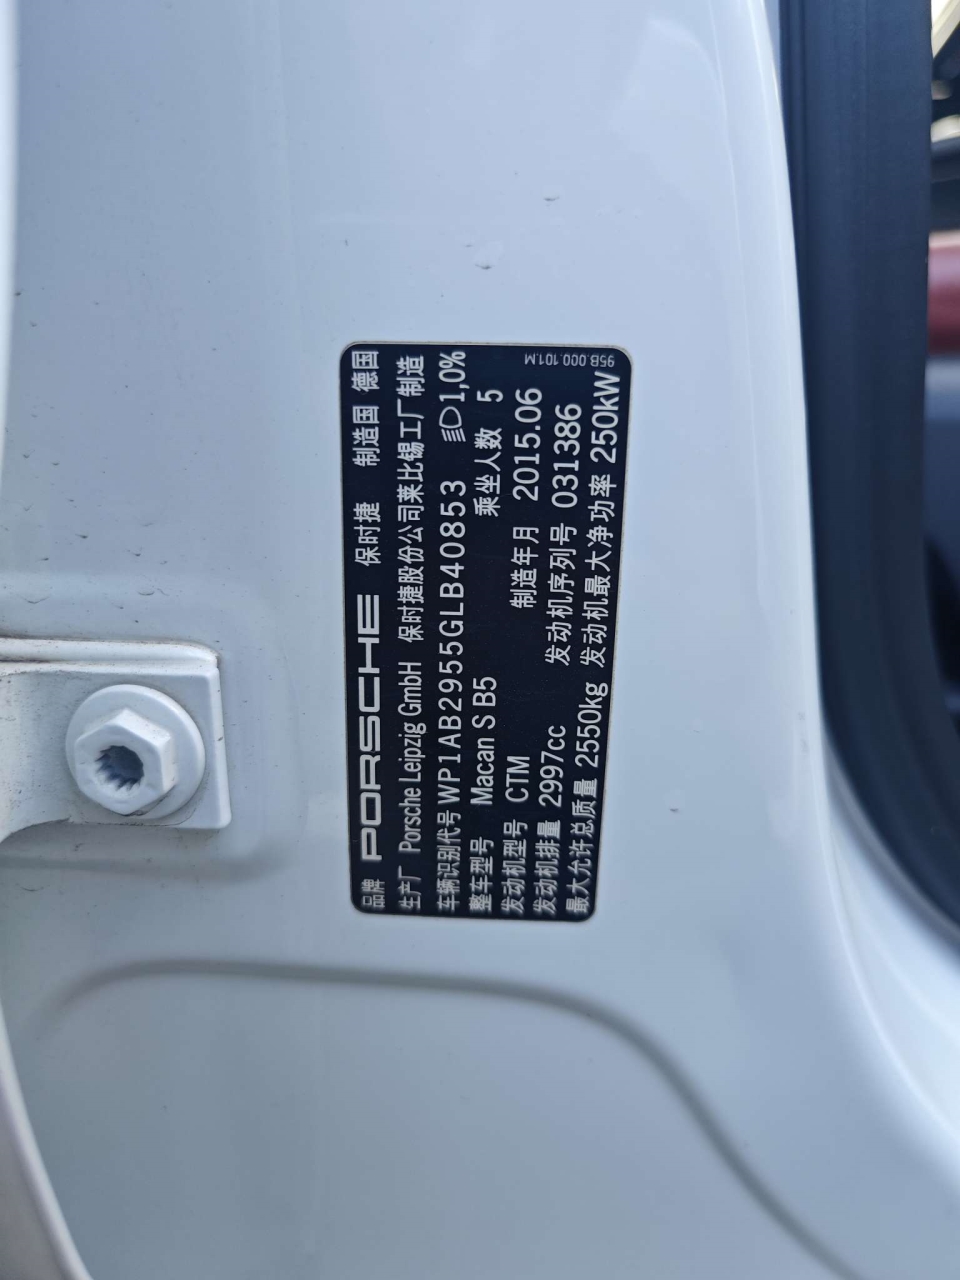 品牌 PORSCHE 保时捷 制造国 德国
生产厂 Porsche Leipzig GmbH 保时捷股份公司莱比锡工厂制造
车辆识别代号 WP1AB2955GLB40853 1,0%
整车型号 Macan S B5 乘坐人数 5
发动机型号 CTM 制造年月 2015.06
发动机排量 2997cc 发动机序列号 031386
最大允许总质量 2550kg 发动机最大净功率 250kW
95B.000.101.M